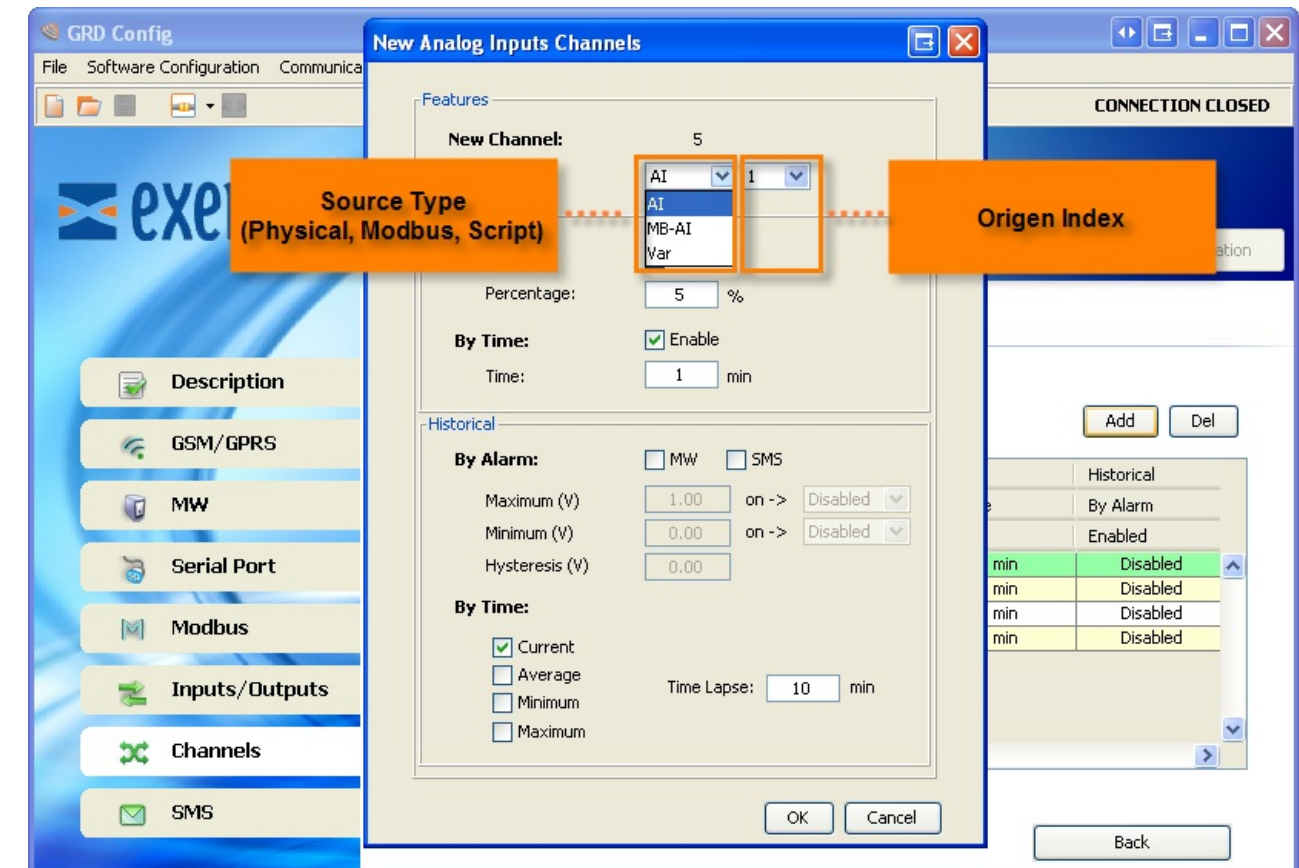 GRD Config
File Software Configuration Communica
CONNECTION CLOSED
exe
New Analog Inputs Channels
Features
New Channel: 5
AI 1
AI
MB-AI
Var
Source Type
(Physical, Modbus, Script)
Origen Index
ation
Percentage: 5 %
By Time: Enable
Time: 1 min
Historical
By Alarm: MW SMS
Maximum (V) 1.00 on -> Disabled
Minimum (V) 0.00 on -> Disabled
Hysteresis (V) 0.00
By Time:
Current
Average
Minimum
Maximum
Time Lapse: 10 min
OK Cancel
Description
GSM/GPRS
MW
Serial Port
Modbus
Inputs/Outputs
Channels
SMS
Add Del
Historical
By Alarm
Enabled
min Disabled
min Disabled
min Disabled
min Disabled
Back